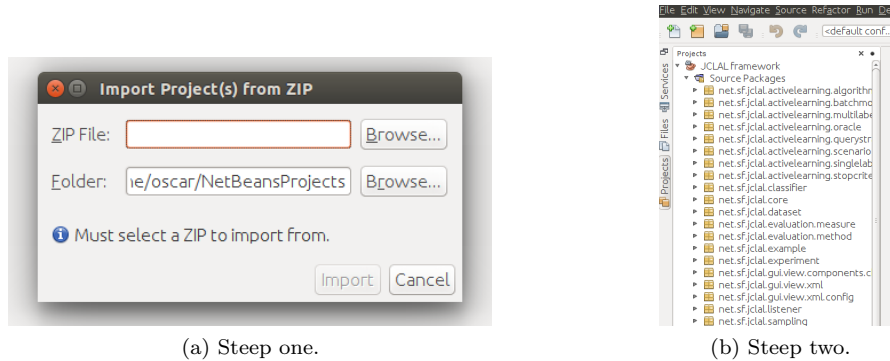 Import Project(s) from ZIP
ZIP File:
Browse...
Folder:
ne/oscar/NetBeansProjects
Browse...
Must select a ZIP to import from.
Import
Cancel
(a) Steep one.
File Edit View Navigate Source Refactor Run De
<default conf...
Projects
Services
Files
Projects
JCLAL framework
Source Packages
net.sf.jclal.activelearning.algorithm
net.sf.jclal.activelearning.batchmo
net.sf.jclal.activelearning.multilabe
net.sf.jclal.activelearning.oracle
net.sf.jclal.activelearning.querystr
net.sf.jclal.activelearning.scenario
net.sf.jclal.activelearning.singlelab
net.sf.jclal.activelearning.stopcrite
net.sf.jclal.classifier
net.sf.jclal.core
net.sf.jclal.dataset
net.sf.jclal.evaluation.measure
net.sf.jclal.evaluation.method
net.sf.jclal.example
net.sf.jclal.experiment
net.sf.jclal.gui.view.components.c
net.sf.jclal.gui.view.xml
net.sf.jclal.gui.view.xml.config
net.sf.jclal.listener
net.sf.jclal.sampling
(b) Steep two.